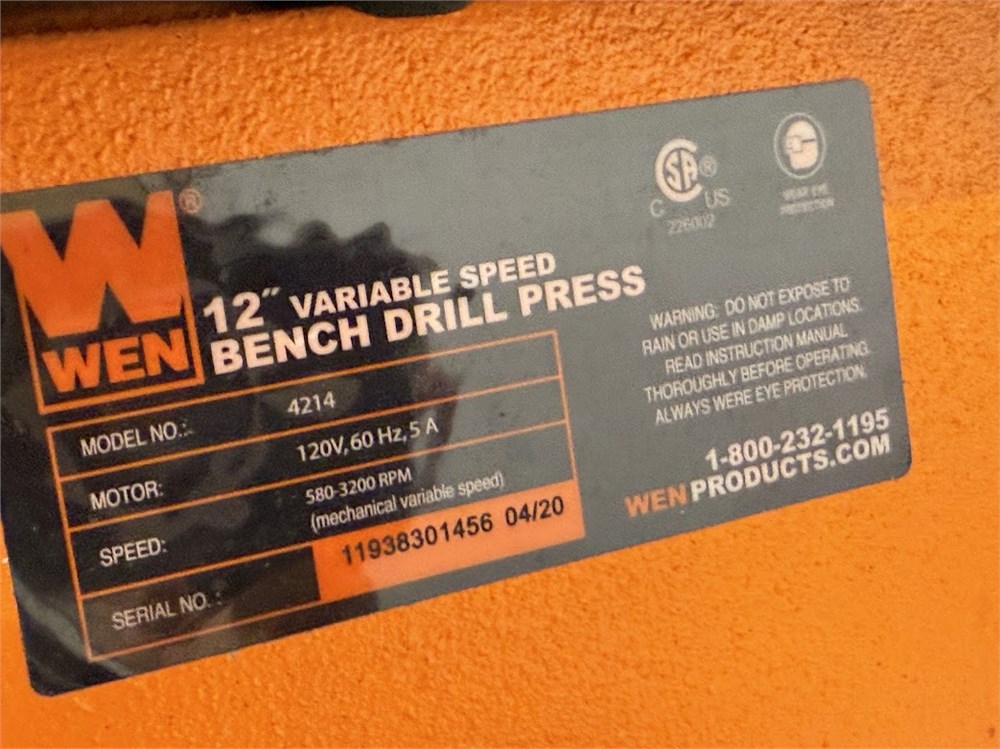 W®
WEN
12" VARIABLE SPEED
BENCH DRILL PRESS
MODEL NO.: 4214
MOTOR: 120V, 60 Hz, 5 A
SPEED: 580-3200 RPM
(mechanical variable speed)
SERIAL NO.: 11938301456 04/20
CSA®
C US
226002
WEAR EYE
PROTECTION
WARNING: DO NOT EXPOSE TO
RAIN OR USE IN DAMP LOCATIONS.
READ INSTRUCTION MANUAL
THOROUGHLY BEFORE OPERATING.
ALWAYS WERE EYE PROTECTION.
1-800-232-1195
WENPRODUCTS.COM